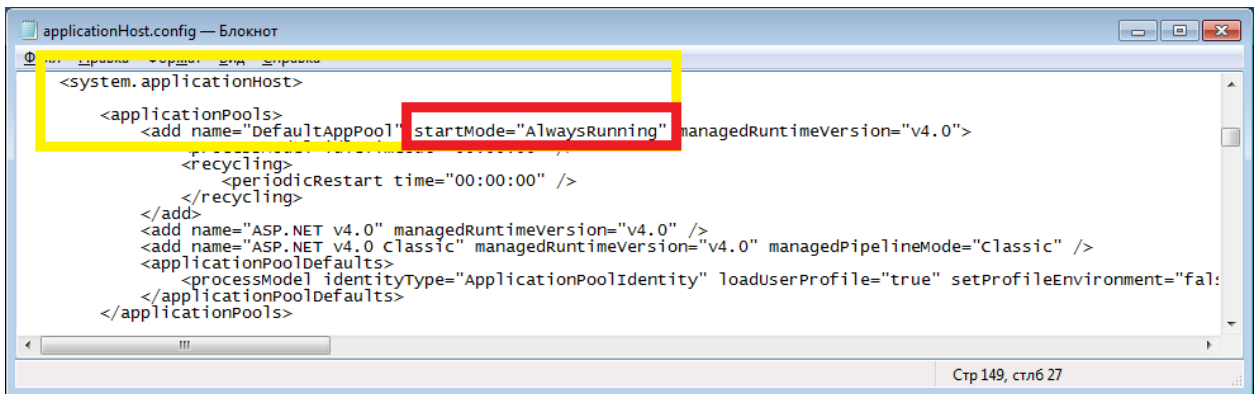 applicationHost.config — Блокнот
<system.applicationHost>
<applicationPools>
<add name="DefaultAppPool" startMode="AlwaysRunning" managedRuntimeVersion="v4.0">
<recycling>
<periodicRestart time="00:00:00" />
</recycling>
</add>
<add name="ASP.NET v4.0" managedRuntimeVersion="v4.0" />
<add name="ASP.NET v4.0 Classic" managedRuntimeVersion="v4.0" managedPipelineMode="Classic" />
<applicationPoolDefaults>
<processModel identityType="ApplicationPoolIdentity" loadUserProfile="true" setProfileEnvironment="fals
</applicationPoolDefaults>
</applicationPools>
Стр 149, стлб 27